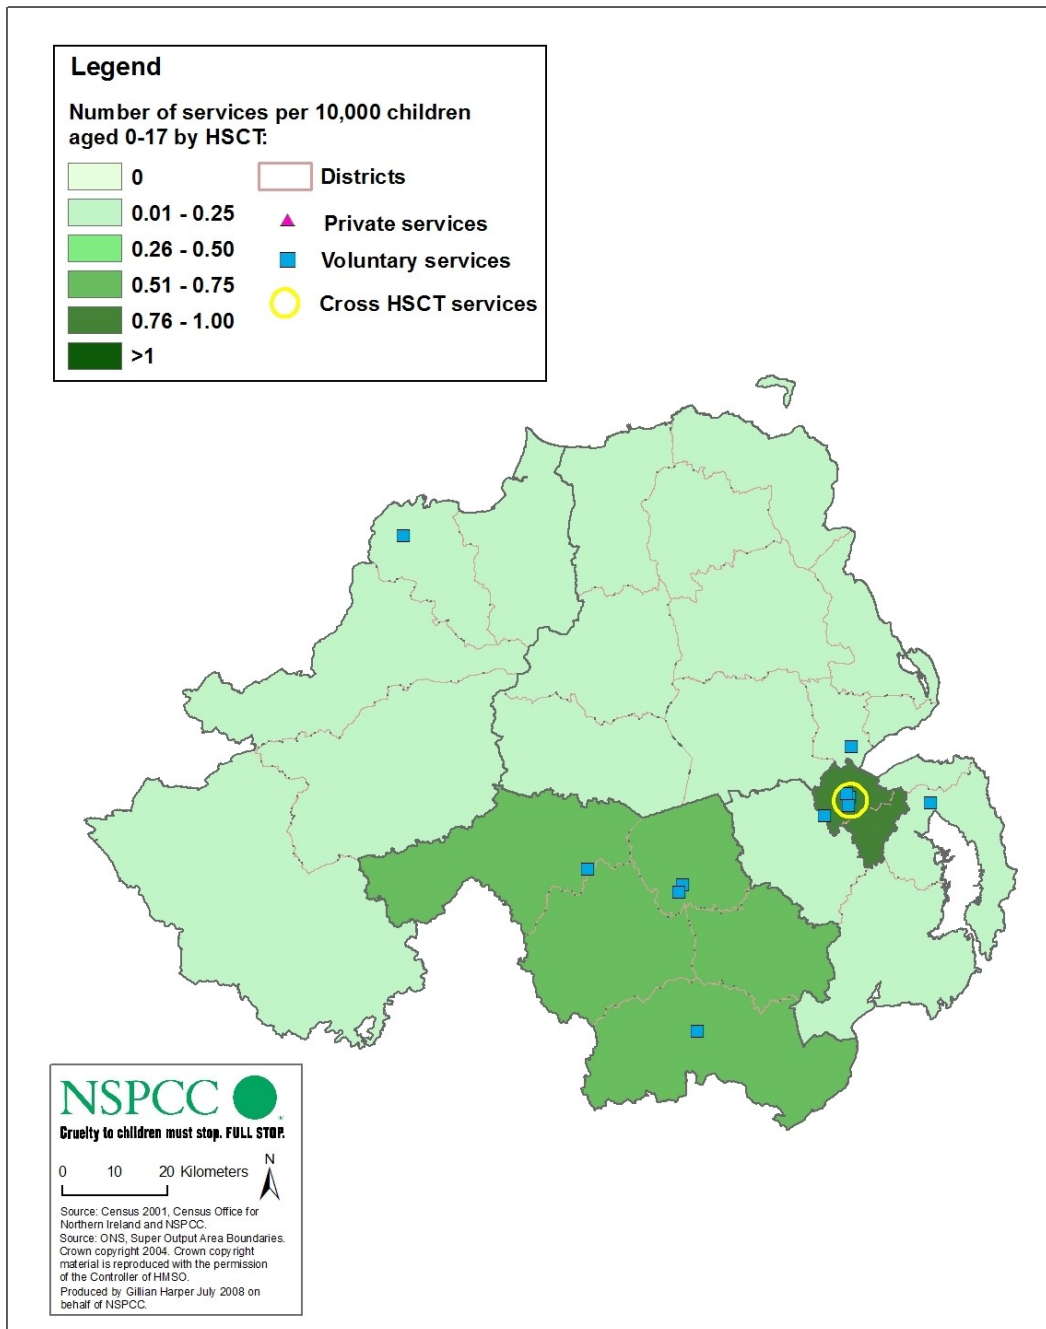 Legend
Number of services per 10,000 children
aged 0-17 by HSCT:
0
0.01 - 0.25
0.26 - 0.50
0.51 - 0.75
0.76 - 1.00
>1
Districts
Private services
Voluntary services
Cross HSCT services
NSPCC
Cruelty to children must stop. FULL STOP.
0 10 20 Kilometers
N
Source: Census 2001, Census Office for
Northern Ireland and NSPCC.
Source: ONS, Super Output Area Boundaries.
Crown copyright 2004. Crown copyright
material is reproduced with the permission
of the Controller of HMSO.
Produced by Gillian Harper July 2008 on
behalf of NSPCC.